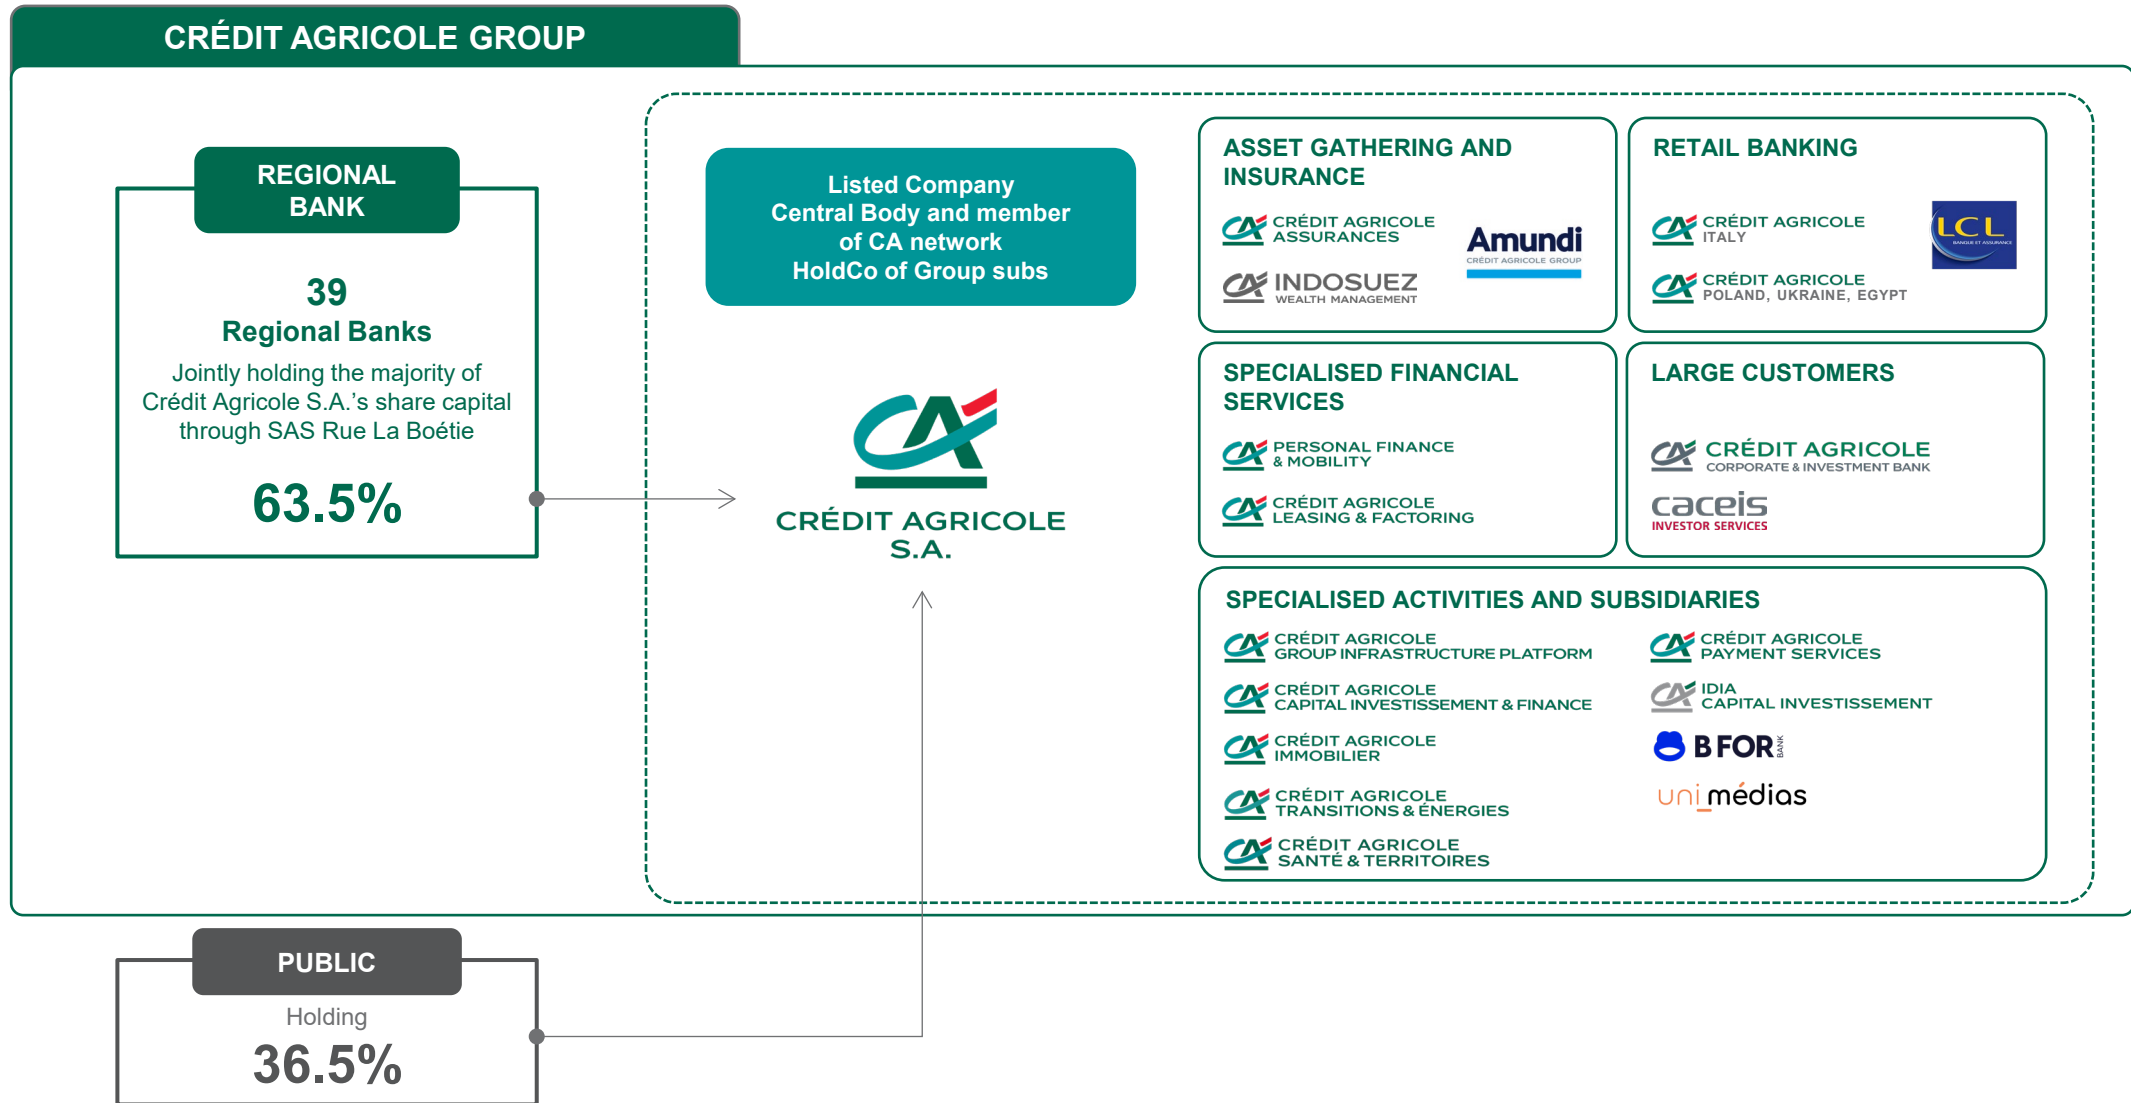 CRÉDIT AGRICOLE GROUP
REGIONAL
BANK
39
Regional Banks
Jointly holding the majority of
Crédit Agricole S.A.'s share capital
through SAS Rue La Boétie
63.5%
Listed Company
Central Body and member
of CA network
HoldCo of Group subs
CRÉDIT AGRICOLE
S.A.
ASSET GATHERING AND
INSURANCE
CRÉDIT AGRICOLE
ASSURANCES
INDOSUEZ
WEALTH MANAGEMENT
Amundi
CRÉDIT AGRICOLE GROUP
RETAIL BANKING
CRÉDIT AGRICOLE
ITALY
CRÉDIT AGRICOLE
POLAND, UKRAINE, EGYPT
LCL
BANQUE ET ASSURANCE
SPECIALISED FINANCIAL
SERVICES
PERSONAL FINANCE
& MOBILITY
CRÉDIT AGRICOLE
LEASING & FACTORING
LARGE CUSTOMERS
CRÉDIT AGRICOLE
CORPORATE & INVESTMENT BANK
caceis
INVESTOR SERVICES
SPECIALISED ACTIVITIES AND SUBSIDIARIES
CRÉDIT AGRICOLE
GROUP INFRASTRUCTURE PLATFORM
CRÉDIT AGRICOLE
CAPITAL INVESTISSEMENT & FINANCE
CRÉDIT AGRICOLE
IMMOBILIER
CRÉDIT AGRICOLE
TRANSITIONS & ÉNERGIES
CRÉDIT AGRICOLE
SANTÉ & TERRITOIRES
CRÉDIT AGRICOLE
PAYMENT SERVICES
IDIA
CAPITAL INVESTISSEMENT
BFOR BANK
uni_médias
PUBLIC
Holding
36.5%